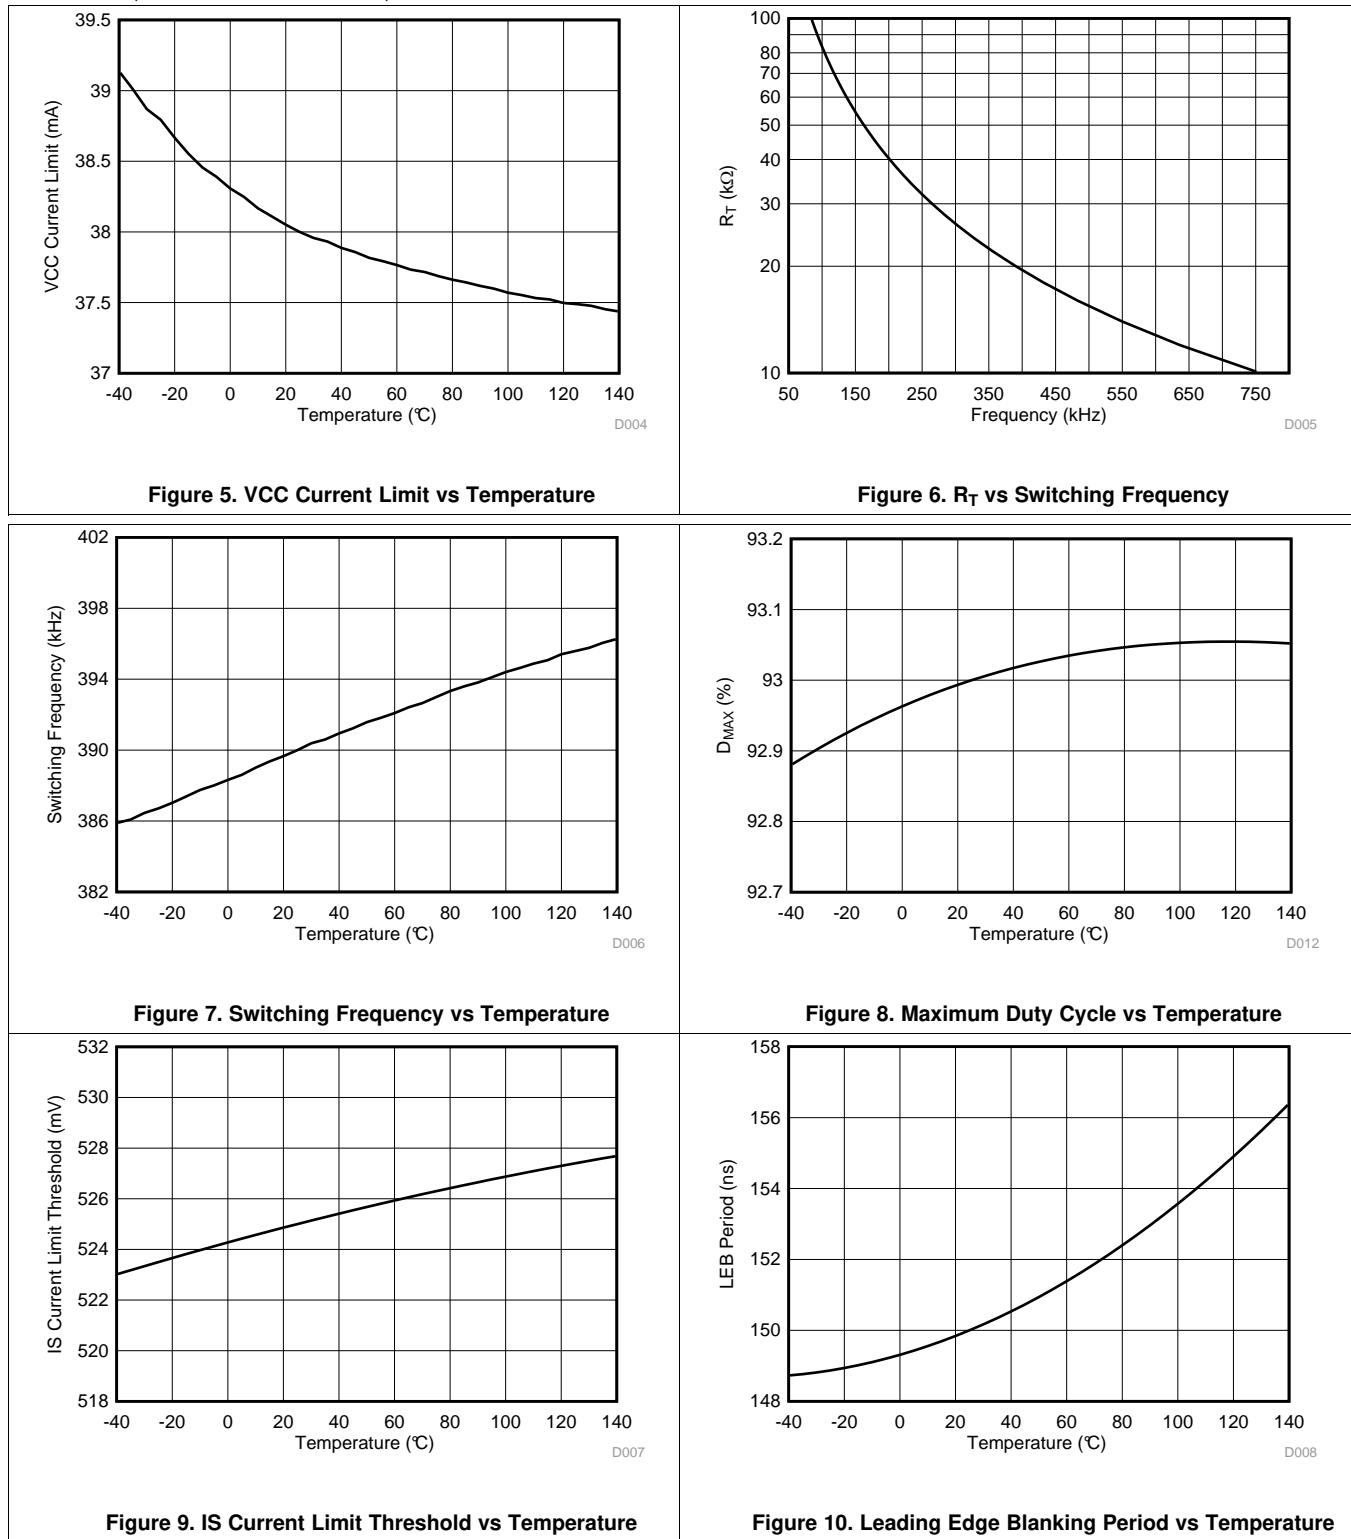 39.5
39
38.5
38
37.5
37
VCC Current Limit (mA)
-40 -20 0 20 40 60 80 100 120 140
Temperature (°C)
D004
Figure 5. VCC Current Limit vs Temperature
100
80
70
60
50
40
30
20
10
RT (kΩ)
50 150 250 350 450 550 650 750
Frequency (kHz)
D005
Figure 6. RT vs Switching Frequency
402
398
394
390
386
382
Switching Frequency (kHz)
-40 -20 0 20 40 60 80 100 120 140
Temperature (°C)
D006
Figure 7. Switching Frequency vs Temperature
93.2
93.1
93
92.9
92.8
92.7
DMAX (%)
-40 -20 0 20 40 60 80 100 120 140
Temperature (°C)
D012
Figure 8. Maximum Duty Cycle vs Temperature
532
530
528
526
524
522
520
518
IS Current Limit Threshold (mV)
-40 -20 0 20 40 60 80 100 120 140
Temperature (°C)
D007
Figure 9. IS Current Limit Threshold vs Temperature
158
156
154
152
150
148
LEB Period (ns)
-40 -20 0 20 40 60 80 100 120 140
Temperature (°C)
D008
Figure 10. Leading Edge Blanking Period vs Temperature